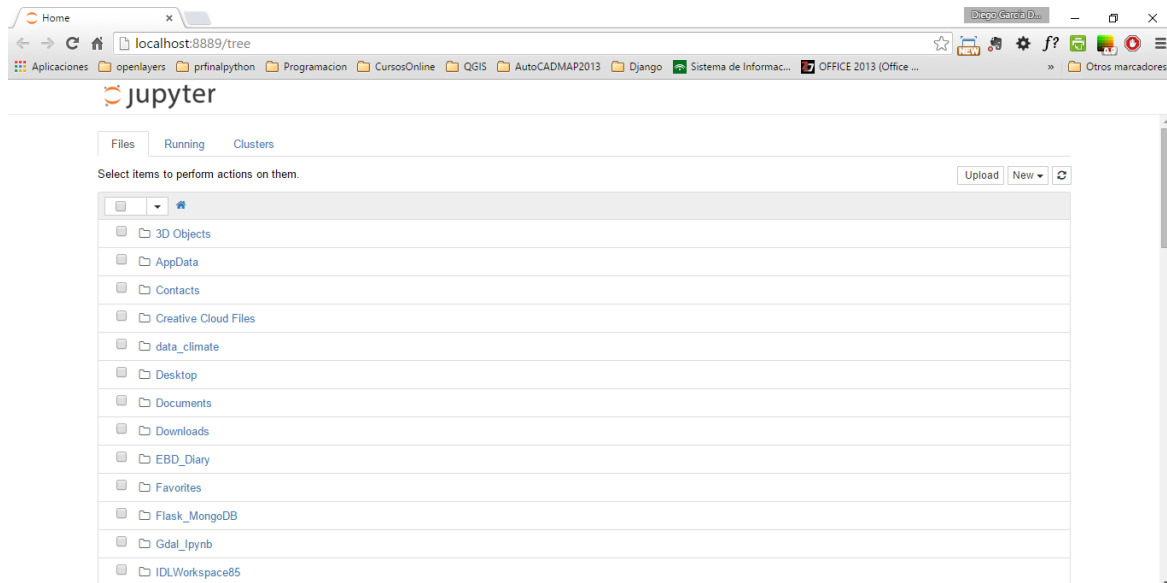 Home
Diego García D...
localhost:8889/tree
f?
NEW
Aplicaciones openlayers prfinalpython Programacion CursosOnline QGIS AutoCADMAP2013 Django Sistema de Informac... OFFICE 2013 (Office ... » Otros marcadores
jupyter
Files Running Clusters
Select items to perform actions on them.
Upload New
3D Objects
AppData
Contacts
Creative Cloud Files
data_climate
Desktop
Documents
Downloads
EBD_Diary
Favorites
Flask_MongoDB
Gdal_Ipynb
IDLWorkspace85